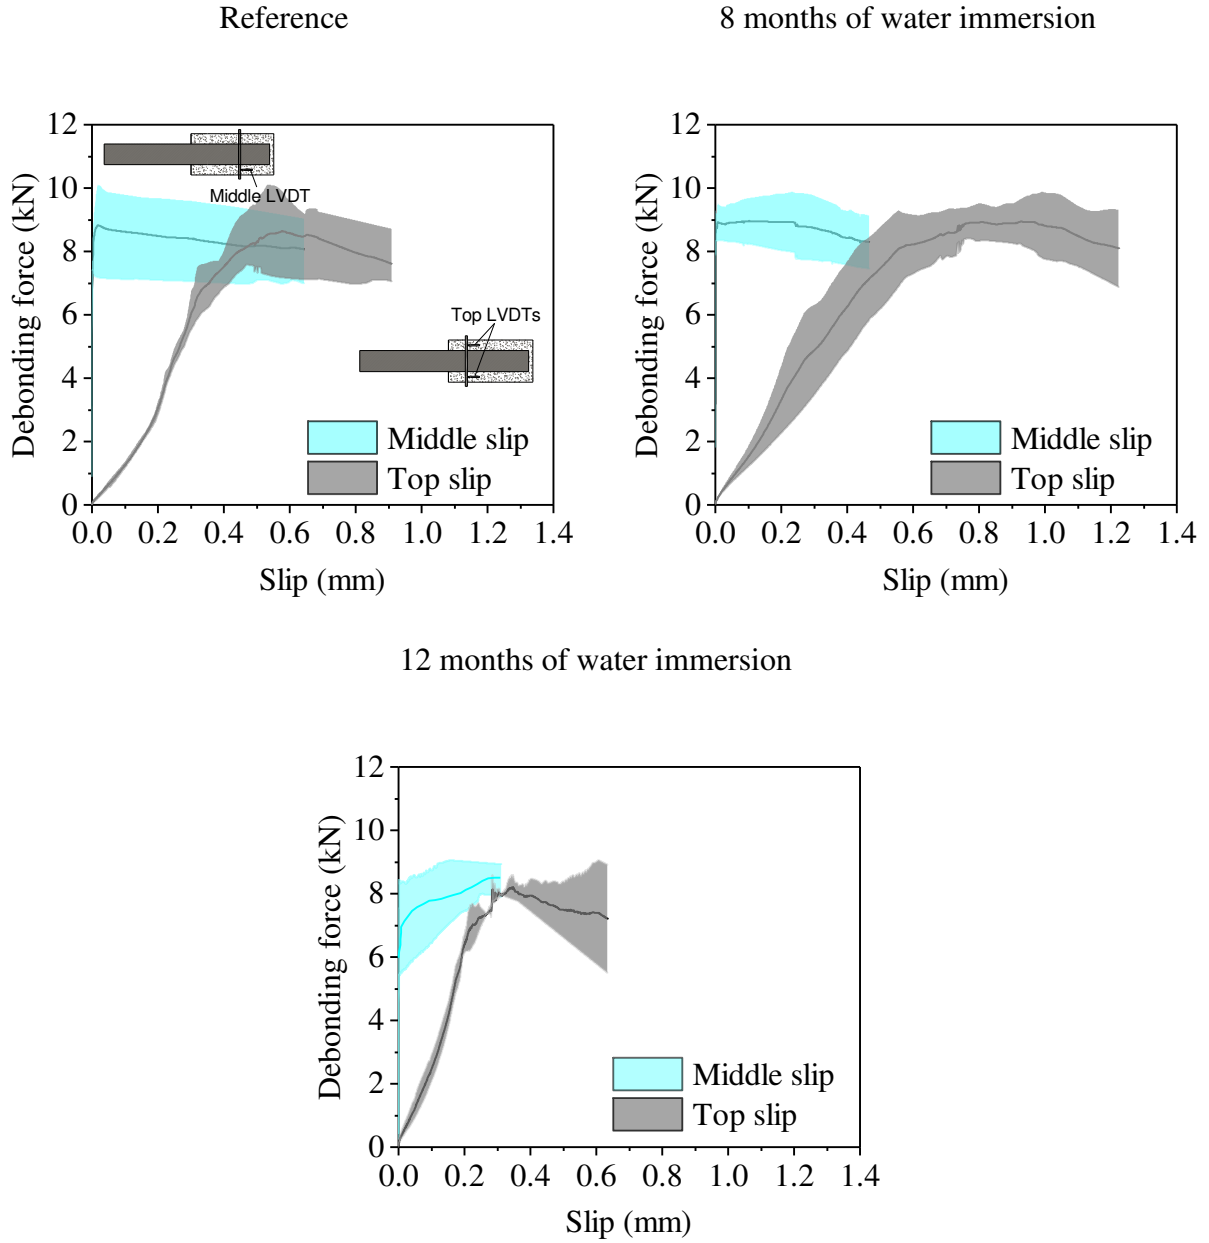 Reference
8 months of water immersion
12
10
8
6
4
2
0
Debonding force (kN)
Middle LVDT
Top LVDTs
Middle slip
Top slip
0.0 0.2 0.4 0.6 0.8 1.0 1.2 1.4
Slip (mm)
12
10
8
6
4
2
0
Debonding force (kN)
Middle slip
Top slip
0.0 0.2 0.4 0.6 0.8 1.0 1.2 1.4
Slip (mm)
12 months of water immersion
12
10
8
6
4
2
0
Debonding force (kN)
Middle slip
Top slip
0.0 0.2 0.4 0.6 0.8 1.0 1.2 1.4
Slip (mm)